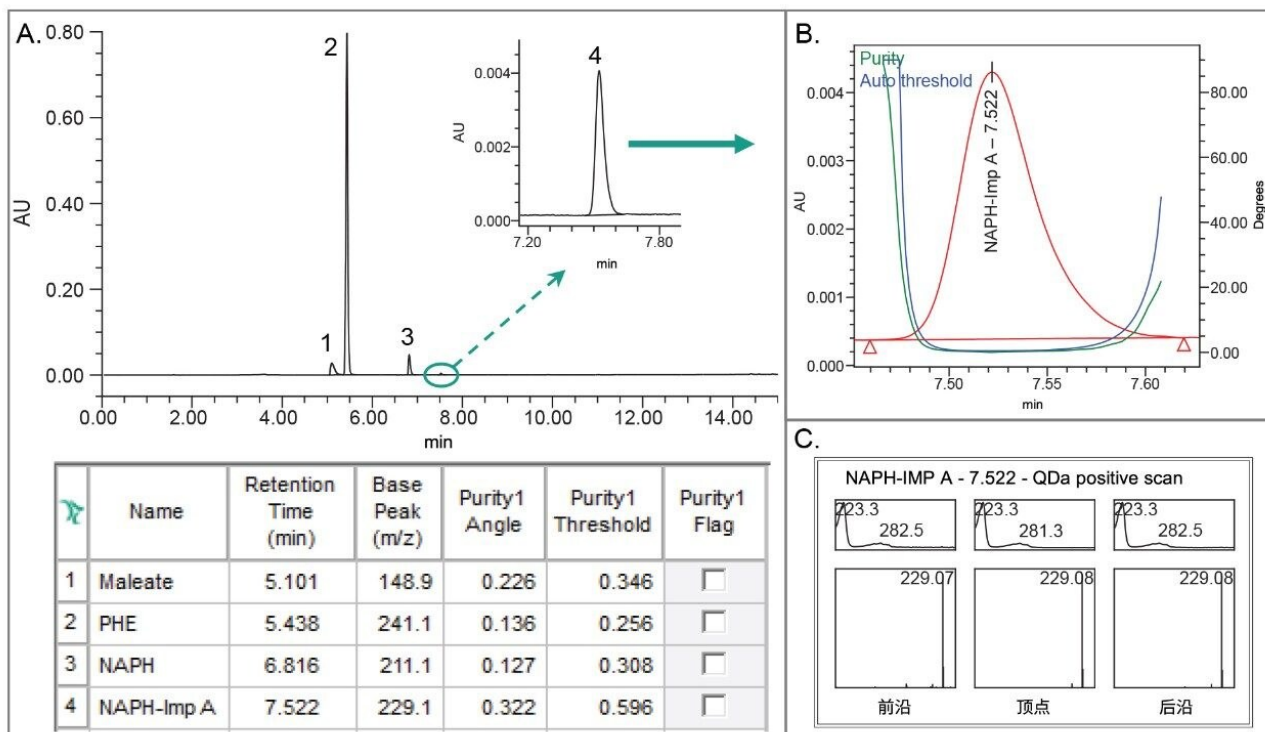 A.
0.80
0.60
0.40
0.20
0.00
AU
1
2
3
0.00 2.00 4.00 6.00 8.00 10.00 12.00 14.00
min
4
0.004
0.002
0.000
AU
7.20 7.80
min
Name Retention Time (min) Base Peak (m/z) Purity1 Angle Purity1 Threshold Purity1 Flag
1 Maleate 5.101 148.9 0.226 0.346
2 PHE 5.438 241.1 0.136 0.256
3 NAPH 6.816 211.1 0.127 0.308
4 NAPH-Imp A 7.522 229.1 0.322 0.596
B.
Purity
Auto threshold
NAPH-Imp A – 7.522
0.004
0.003
0.002
0.001
0.000
AU
80.00
60.00
40.00
20.00
0.00
Degrees
7.50 7.55 7.60
min
C.
NAPH-IMP A - 7.522 - QDa positive scan
223.3 223.3 223.3
282.5 281.3 282.5
229.07 229.08 229.08
前沿 顶点 后沿